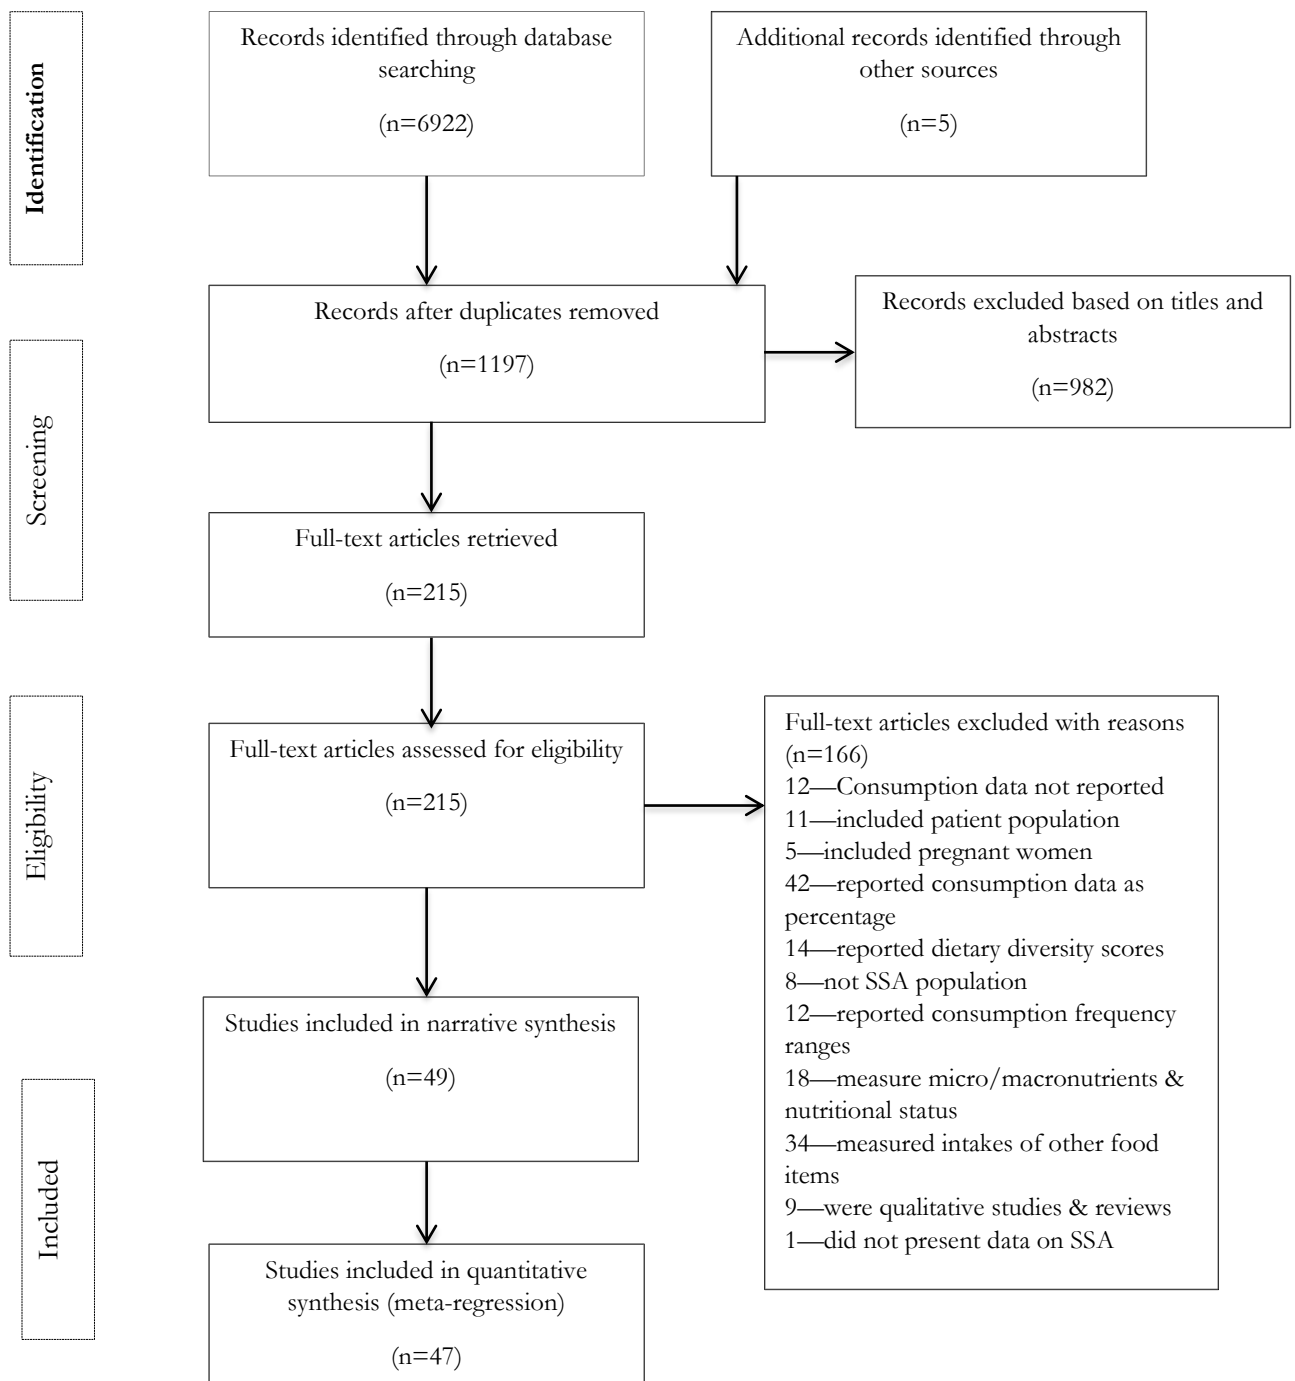 Identification
Records identified through database
searching
(n=6922)
Additional records identified through
other sources
(n=5)
Records after duplicates removed
(n=1197)
Records excluded based on titles and
abstracts
(n=982)
Screening
Full-text articles retrieved
(n=215)
Eligibility
Full-text articles assessed for eligibility
(n=215)
Full-text articles excluded with reasons
(n=166)
12—Consumption data not reported
11—included patient population
5—included pregnant women
42—reported consumption data as
percentage
14—reported dietary diversity scores
8—not SSA population
12—reported consumption frequency
ranges
18—measure micro/macronutrients &
nutritional status
34—measured intakes of other food
items
9—were qualitative studies & reviews
1—did not present data on SSA
Studies included in narrative synthesis
(n=49)
Included
Studies included in quantitative
synthesis (meta-regression)
(n=47)